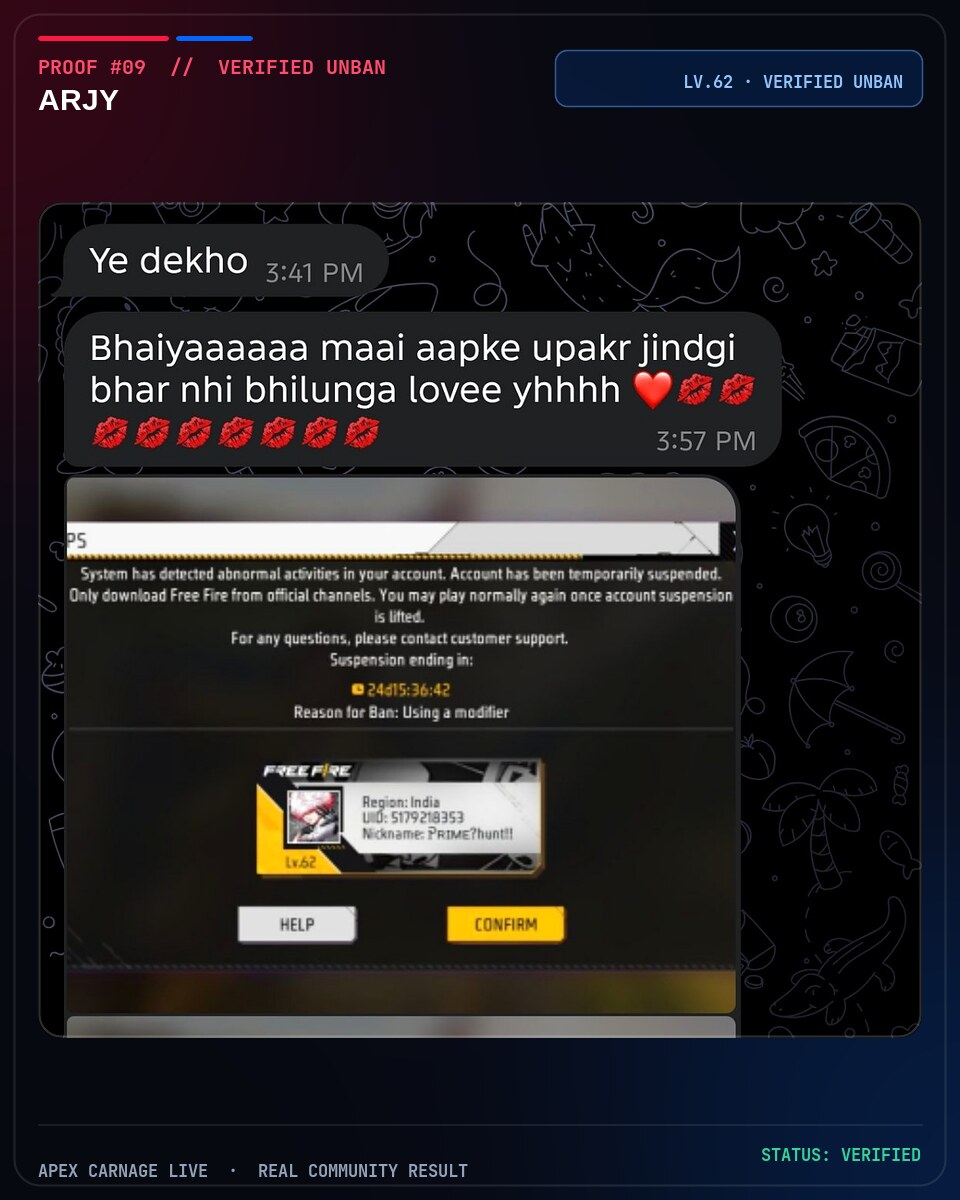 PROOF #09 // VERIFIED UNBAN
ARJY
LV.62 · VERIFIED UNBAN
Ye dekho 3:41 PM
Bhaiyaaaaaa maai aapke upakr jindgi
bhar nhi bhilunga lovee yhhhh ❤️💋💋
💋💋💋💋💋💋💋
3:57 PM
PS
System has detected abnormal activities in your account. Account has been temporarily suspended.
Only download Free Fire from official channels. You may play normally again once account suspension
is lifted.
For any questions, please contact customer support.
Suspension ending in:
24d15:36:42
Reason for Ban: Using a modifier
FREE FIRE
Region: India
UID: 5179218353
Nickname: PRIME?hunt!!
Lv.62
HELP
CONFIRM
STATUS: VERIFIED
APEX CARNAGE LIVE · REAL COMMUNITY RESULT